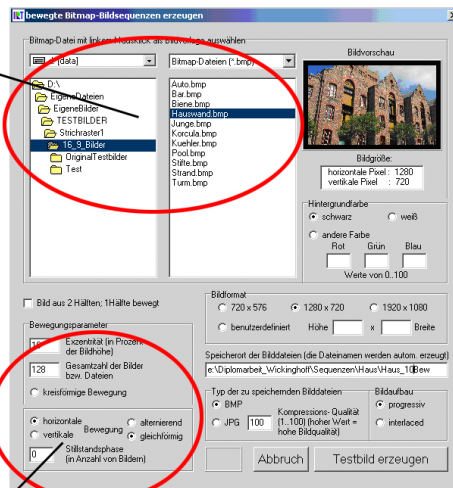 bewegte Bitmap-Bildsequenzen erzeugen
Bitmap-Datei mit linkem Mausklick als Bildvorlage auswählen
[data]
Bitmap-Dateien (*.bmp)
D:\
EigeneDateien
EigeneBilder
TESTBILDER
Strichraster1
16_9_Bilder
OriginalTestbilder
Test
Auto.bmp
Bar.bmp
Biene.bmp
Hauswand.bmp
Junge.bmp
Korcula.bmp
Kuehler.bmp
Pool.bmp
Stifte.bmp
Strand.bmp
Turm.bmp
Bildvorschau
Bildgröße:
horizontale Pixel : 1280
vertikale Pixel : 720
Hintergrundfarbe
schwarz weiß
andere Farbe
Rot Grün Blau
Werte von 0..100
Bild aus 2 Hälften; 1Hälfte bewegt
Bewegungsparameter
Exzentrität (in Prozent
der Bildhöhe)
128 Gesamtzahl der Bilder
bzw. Dateien
kreisförmige Bewegung
horizontale alternierend
vertikale Bewegung gleichförmig
0 Stillstandsphase
(in Anzahl von Bildern)
Bildformat
720 x 576 1280 x 720 1920 x 1080
benutzerdefiniert Höhe x Breite
Speicherort der Bilddateien (die Dateinamen werden autom. erzeugt)
e:\Diplomarbeit_Wickinghoff\Sequenzen\Haus\Haus_10Bew
Typ der zu speichernden Bilddateien
BMP
JPG 100 Kompressions- Qualität
(1..100) (hoher Wert =
hohe Bildqualität)
Bildaufbau
progressiv
interlaced
Abbruch Testbild erzeugen